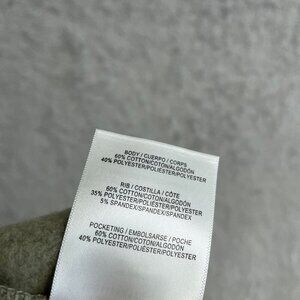 BODY / CUERPO / CORPS
60% COTTON/COTON/ALGODÓN
40% POLYESTER/POLIESTER/POLYESTER
RIB / COSTILLA / CÔTE
60% COTTON/COTON/ALGODÓN
35% POLYESTER/POLIESTER/POLYESTER
5% SPANDEX/SPANDEX/SPANDEX
POCKETING / EMBOLSARSE / POCHE
60% COTTON/COTON/ALGODÓN
40% POLYESTER/POLIESTER/POLYESTER